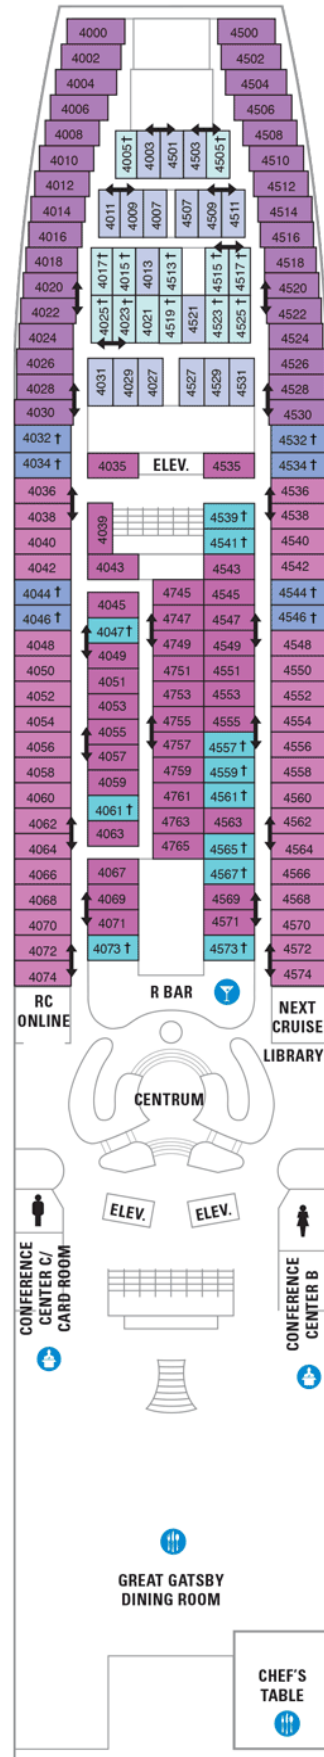 4000 4500
4002 4502
4004 4504
4006 4506
4008 4508
4005† 4003 4501 4503 4505†
4010 4510
4012 4512
4014 4011 4009 4007 4507 4509 4511 4514
4016 4516
4018 4518
4017† 4015† 4013 4513† 4515† 4517†
4020 4520
4022 4522
4025† 4023† 4021 4519† 4521 4523† 4525†
4024 4524
4026 4526
4028 4031 4029 4027 4527 4529 4531 4528
4030 4530
4032† 4532†
4034† 4035 ELEV. 4535 4534†
4036 4536
4038 4039 4539† 4538
4040 4541† 4540
4042 4043 4543 4542
4044† 4745 4545 4544†
4045
4046† 4747 4547 4546†
4047†
4048 4749 4549 4548
4049
4050 4751 4551 4550
4051
4052 4753 4553 4552
4053
4054 4755 4555 4554
4055
4056 4757 4557† 4556
4057
4058 4759 4559† 4558
4059
4060 4761 4561† 4560
4061†
4062 4763 4563 4562
4063
4064 4765 4565† 4564
4066 4067 4567† 4566
4068 4069 4569 4568
4070 4071 4571 4570
4072 4073† 4573† 4572
4074 4574
RC
ONLINE
R BAR
NEXT
CRUISE
LIBRARY
CENTRUM
ELEV. ELEV.
CONFERENCE
CENTER C/
CARD ROOM
CONFERENCE
CENTER B
GREAT GATSBY
DINING ROOM
CHEF'S
TABLE